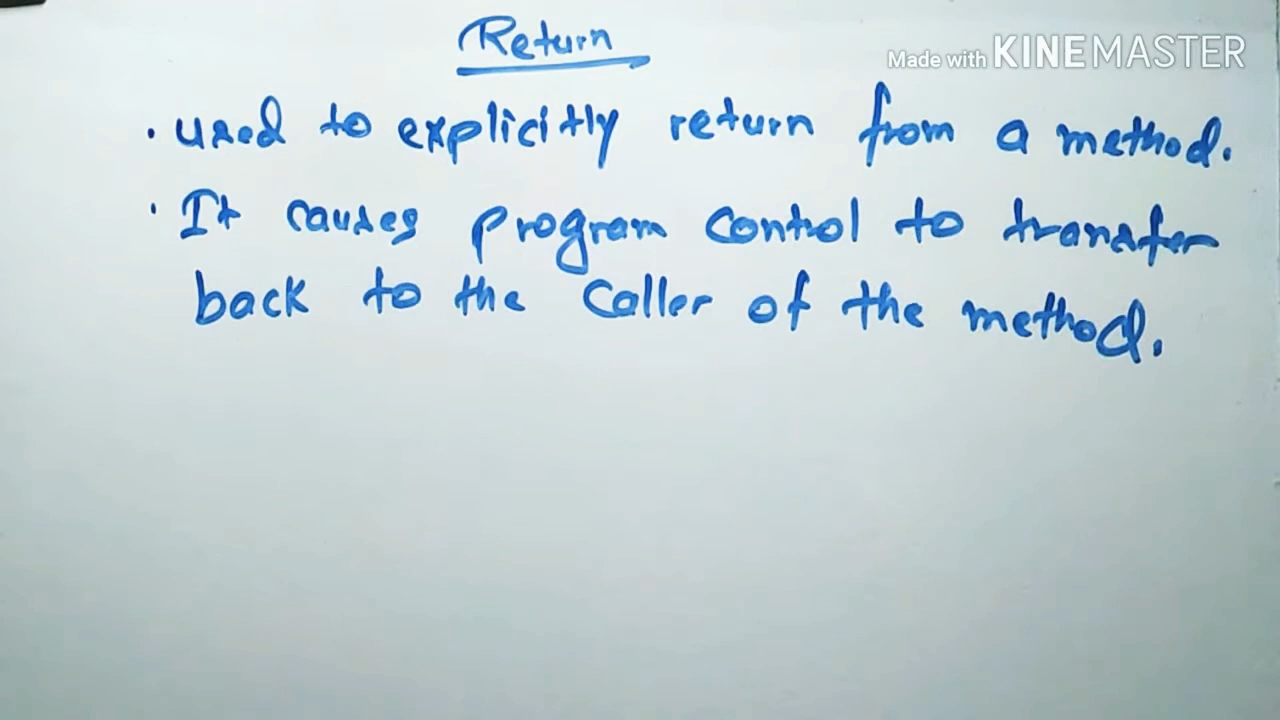 Return
Made with KINEMASTER
• used to explicitly return from a method.
• It causes program control to transfer
back to the caller of the method.